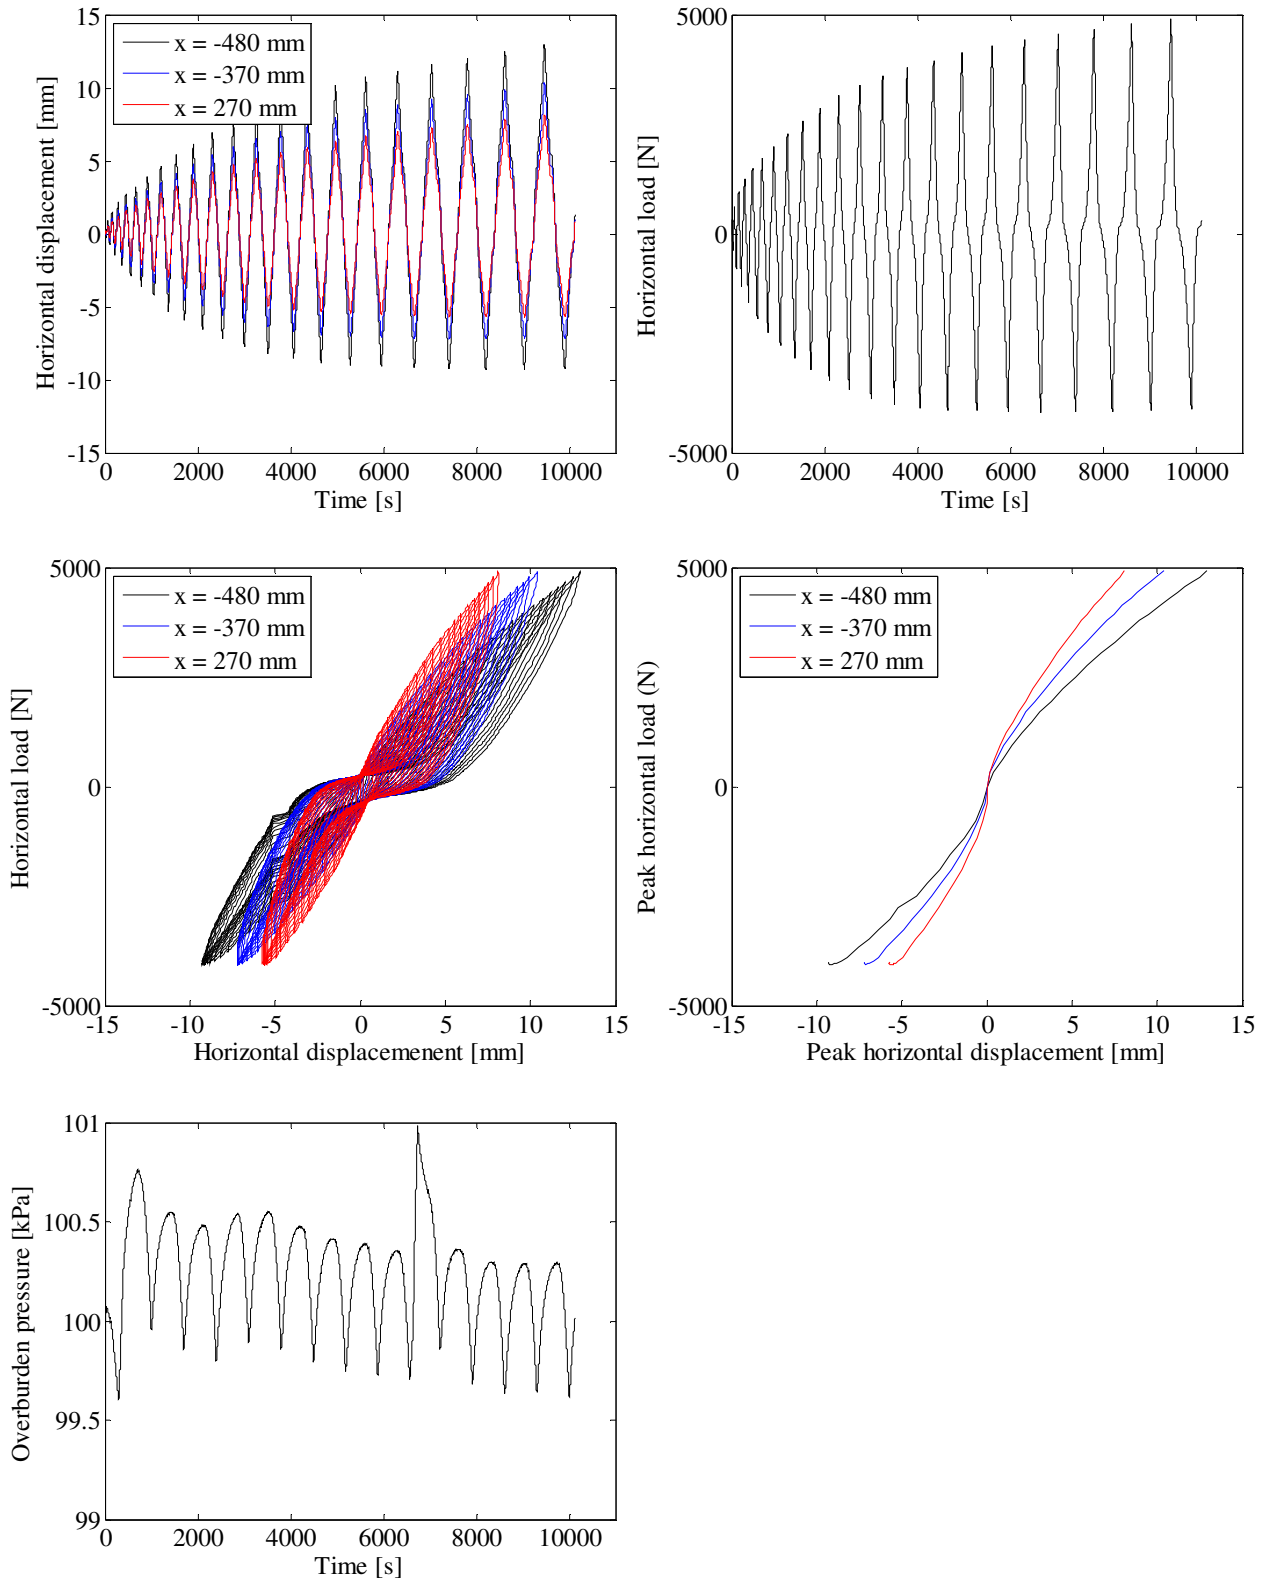 15
10
5
0
-5
-10
-15
Horizontal displacement [mm]
x = -480 mm
x = -370 mm
x = 270 mm
0 2000 4000 6000 8000 10000
Time [s]
5000
0
-5000
Horizontal load [N]
0 2000 4000 6000 8000 10000
Time [s]
5000
0
-5000
Horizontal load [N]
x = -480 mm
x = -370 mm
x = 270 mm
-15 -10 -5 0 5 10 15
Horizontal displacemenent [mm]
5000
0
-5000
Peak horizontal load (N)
x = -480 mm
x = -370 mm
x = 270 mm
-15 -10 -5 0 5 10 15
Peak horizontal displacement [mm]
101
100.5
100
99.5
99
Overburden pressure [kPa]
0 2000 4000 6000 8000 10000
Time [s]